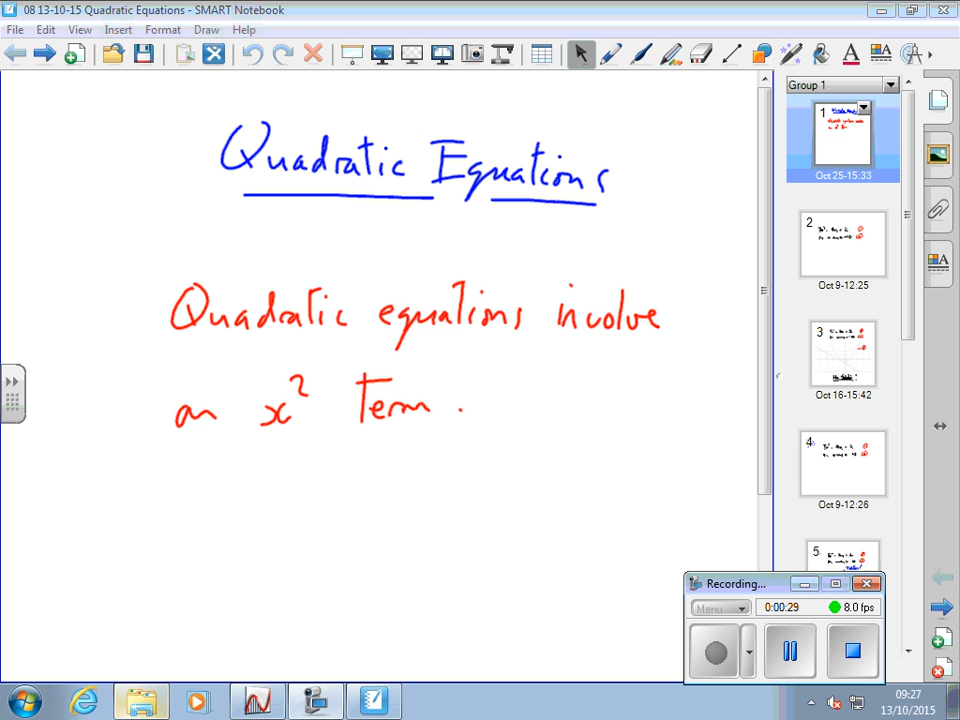 08 13-10-15 Quadratic Equations - SMART Notebook
File Edit View Insert Format Draw Help
Group 1
Quadratic Equations
Quadratic equations involve
an x² term.
1
Oct 25-15:33
2
Oct 9-12:25
3
Oct 16-15:42
4
Oct 9-12:26
5
Recording...
Menu
0:00:29
8.0 fps
09:27
13/10/2015